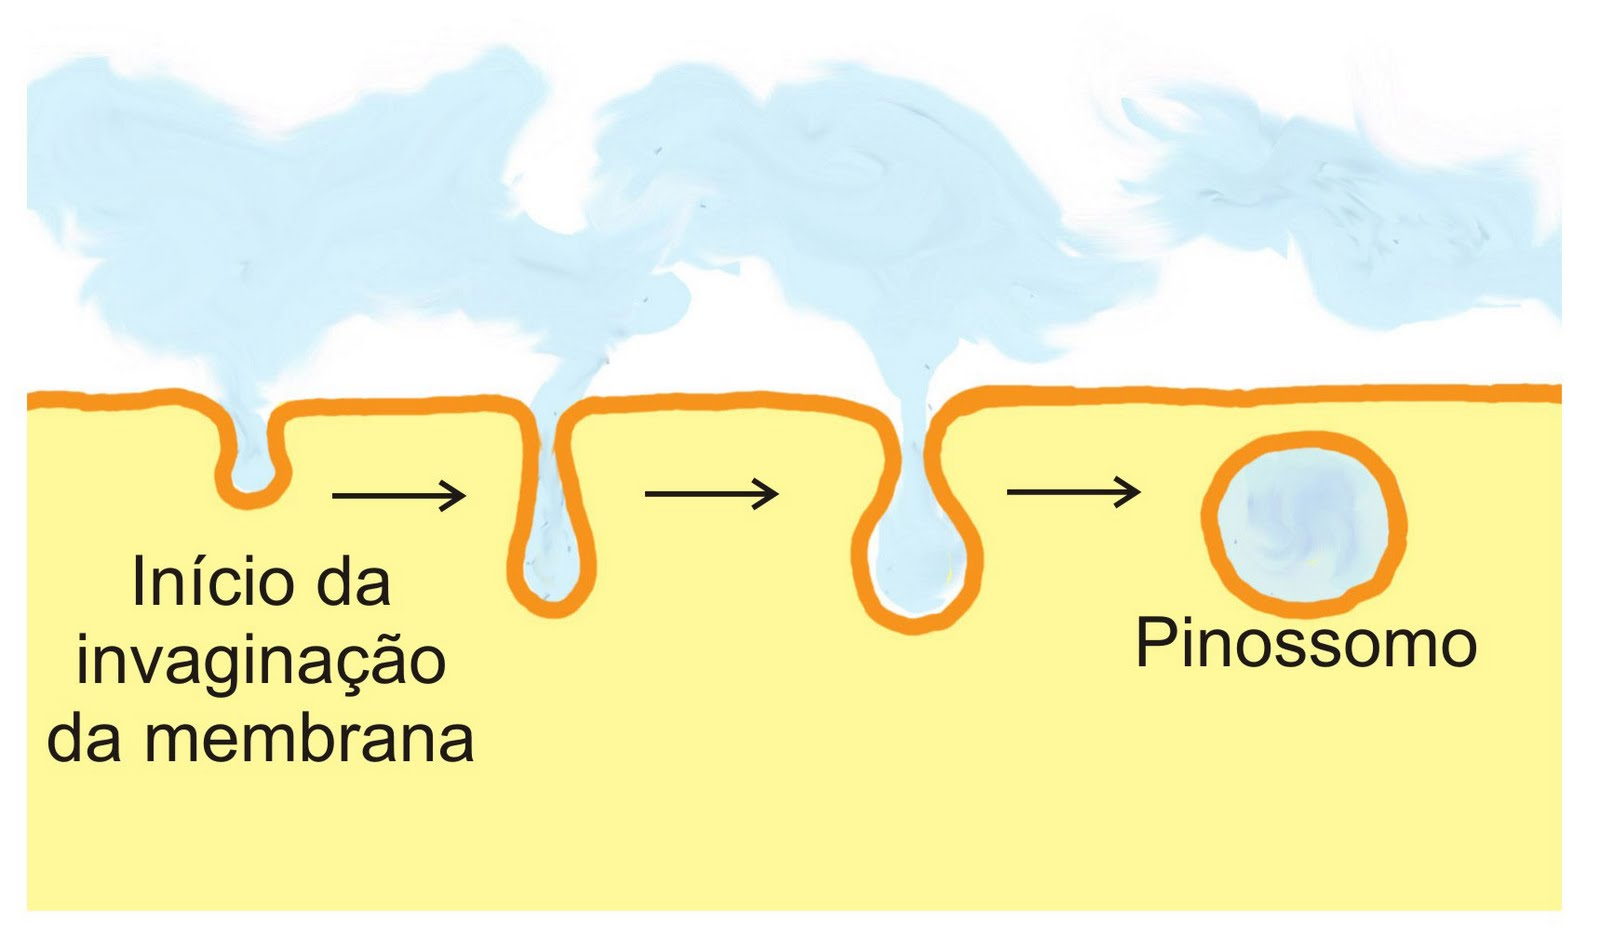 Início da
invaginação
da membrana
Pinossomo